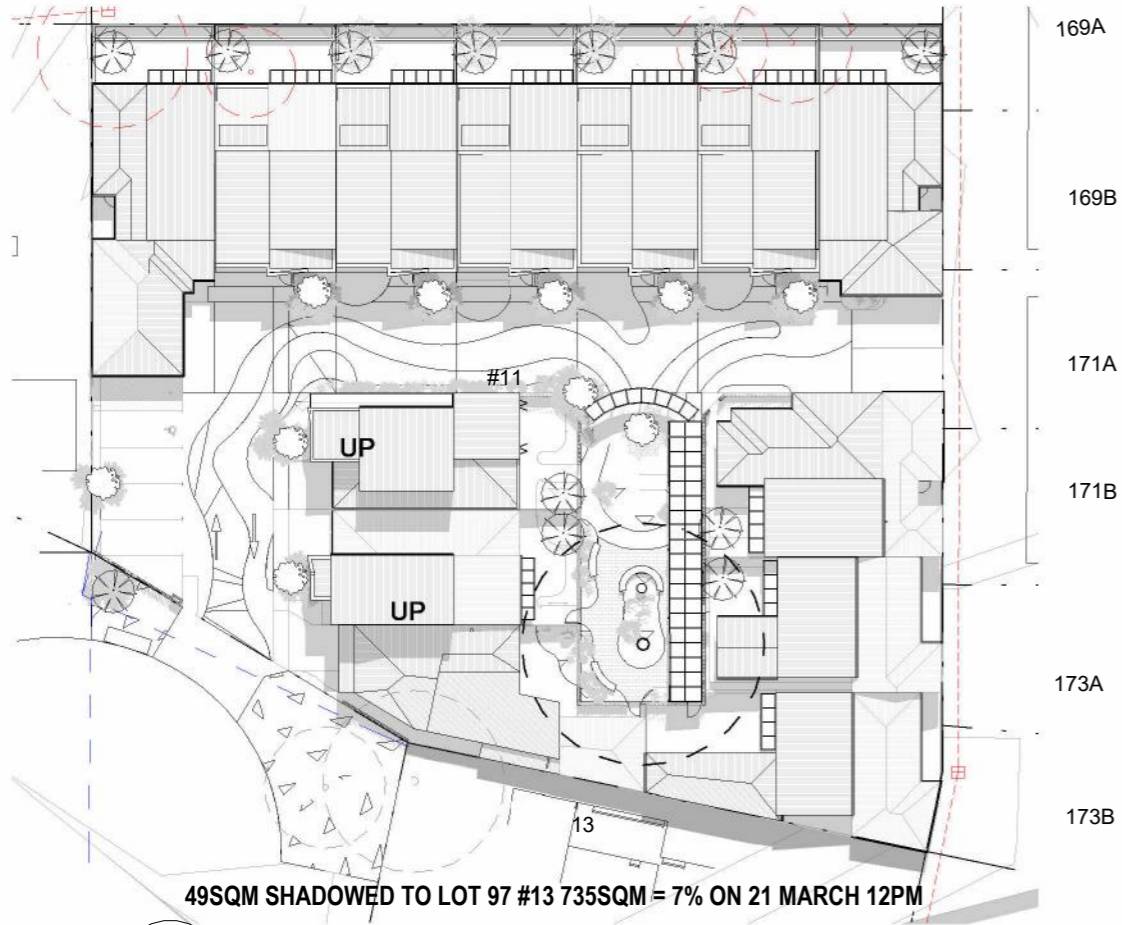 169A
169B
171A
#11
UP
171B
UP
173A
173B
13
49SQM SHADOWED TO LOT 97 #13 735SQM = 7% ON 21 MARCH 12PM